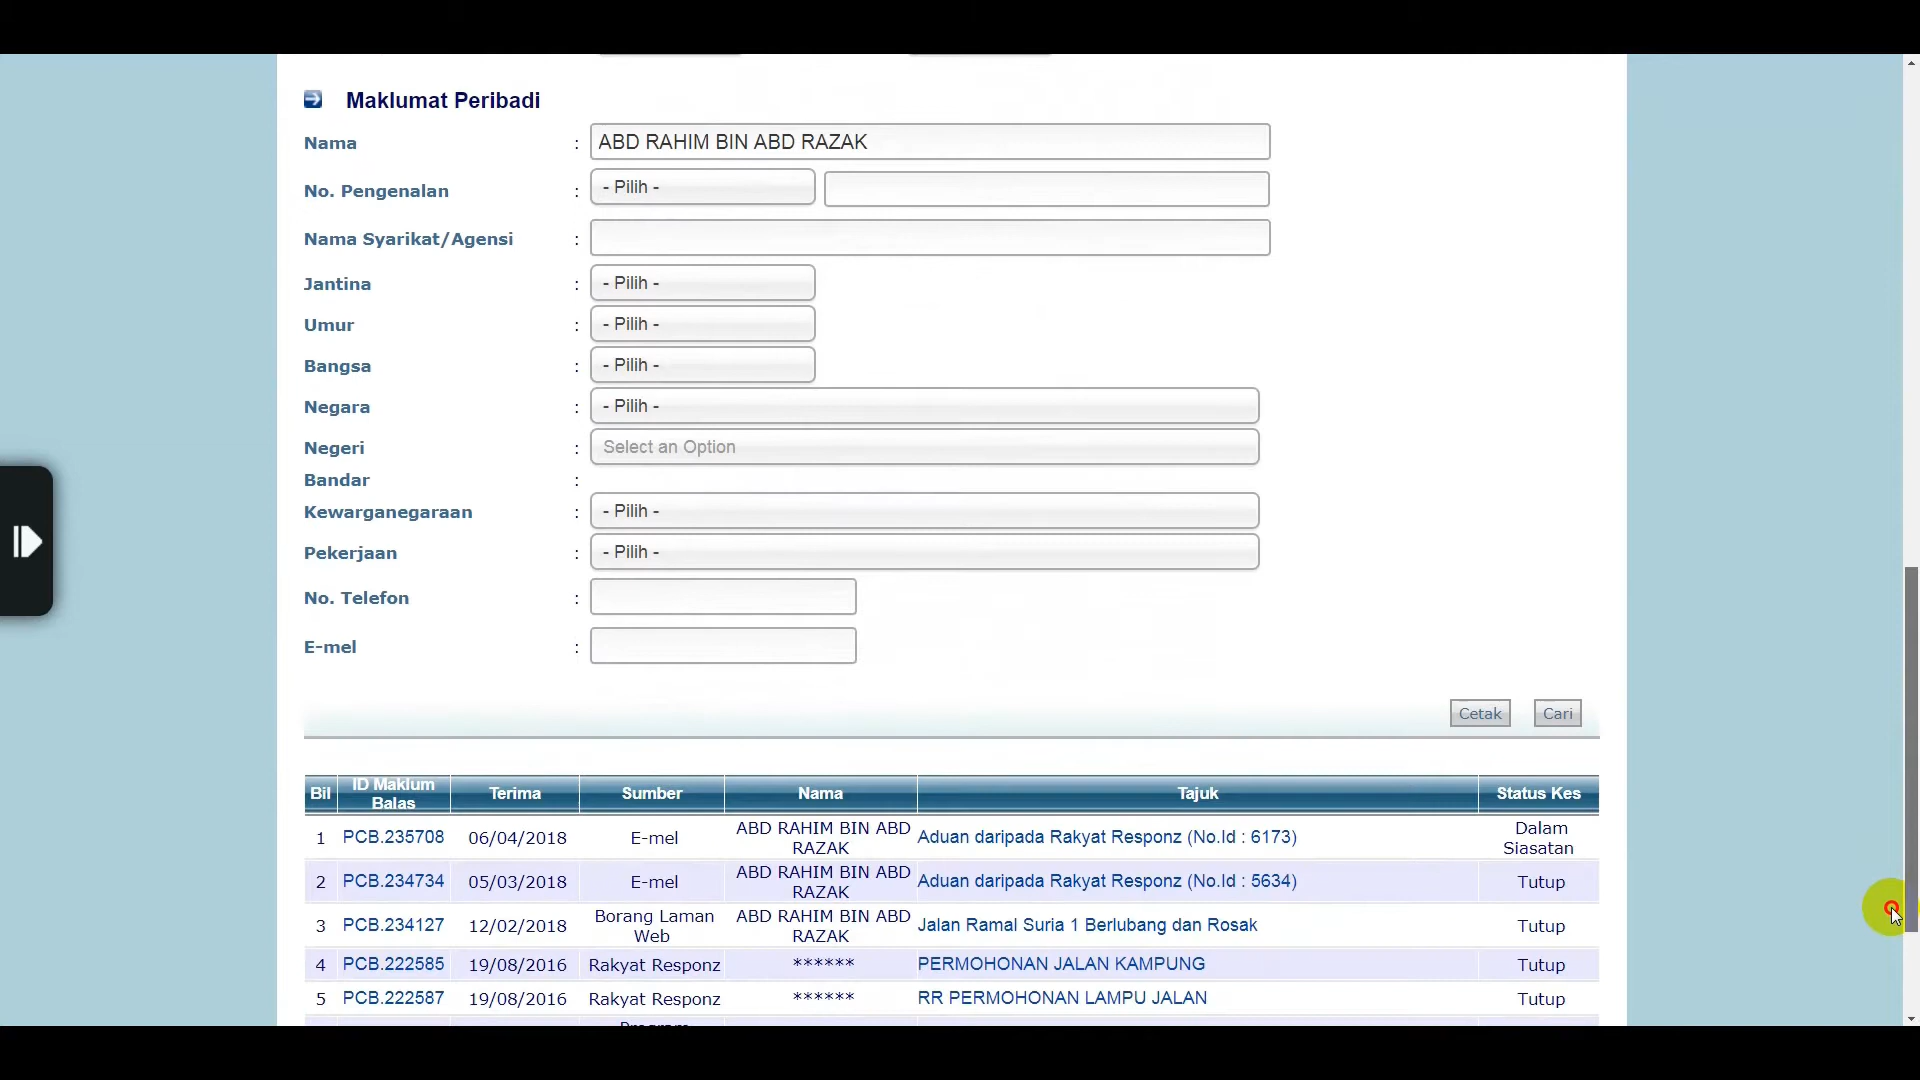 Maklumat Peribadi
Nama : ABD RAHIM BIN ABD RAZAK
No. Pengenalan : - Pilih -
Nama Syarikat/Agensi :
Jantina : - Pilih -
Umur : - Pilih -
Bangsa : - Pilih -
Negara : - Pilih -
Negeri : Select an Option
Bandar :
Kewarganegaraan : - Pilih -
Pekerjaan : - Pilih -
No. Telefon :
E-mel :
Cetak Cari
Bil ID Maklum Balas Terima Sumber Nama Tajuk Status Kes
1 PCB.235708 06/04/2018 E-mel ABD RAHIM BIN ABD RAZAK Aduan daripada Rakyat Responz (No.Id : 6173) Dalam Siasatan
2 PCB.234734 05/03/2018 E-mel ABD RAHIM BIN ABD RAZAK Aduan daripada Rakyat Responz (No.Id : 5634) Tutup
3 PCB.234127 12/02/2018 Borang Laman Web ABD RAHIM BIN ABD RAZAK Jalan Ramal Suria 1 Berlubang dan Rosak Tutup
4 PCB.222585 19/08/2016 Rakyat Responz ****** PERMOHONAN JALAN KAMPUNG Tutup
5 PCB.222587 19/08/2016 Rakyat Responz ****** RR PERMOHONAN LAMPU JALAN Tutup